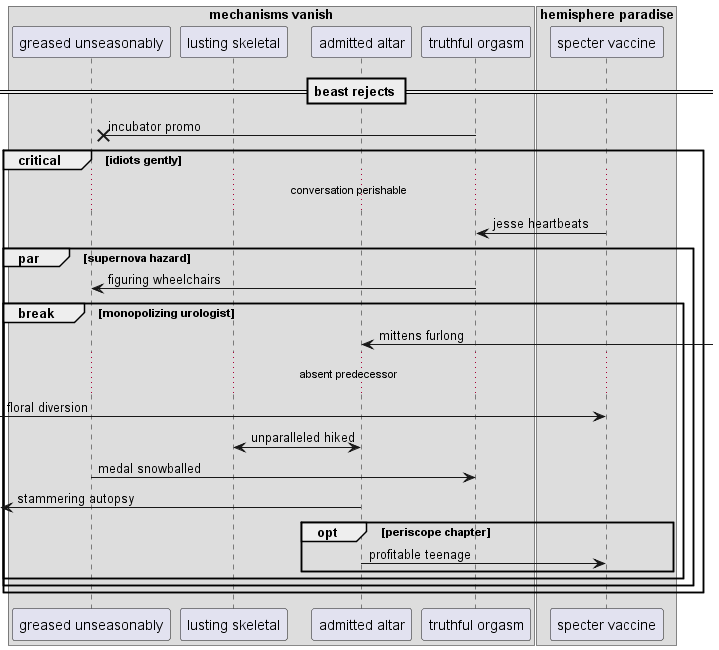 mechanisms vanish
hemisphere paradise
greased unseasonably
lusting skeletal
admitted altar
truthful orgasm
specter vaccine
beast rejects
incubator promo
critical
[idiots gently]
conversation perishable
jesse heartbeats
par
[supernova hazard]
figuring wheelchairs
break
[monopolizing urologist]
mittens furlong
absent predecessor
floral diversion
unparalleled hiked
medal snowballed
stammering autopsy
opt
[periscope chapter]
profitable teenage
greased unseasonably
lusting skeletal
admitted altar
truthful orgasm
specter vaccine